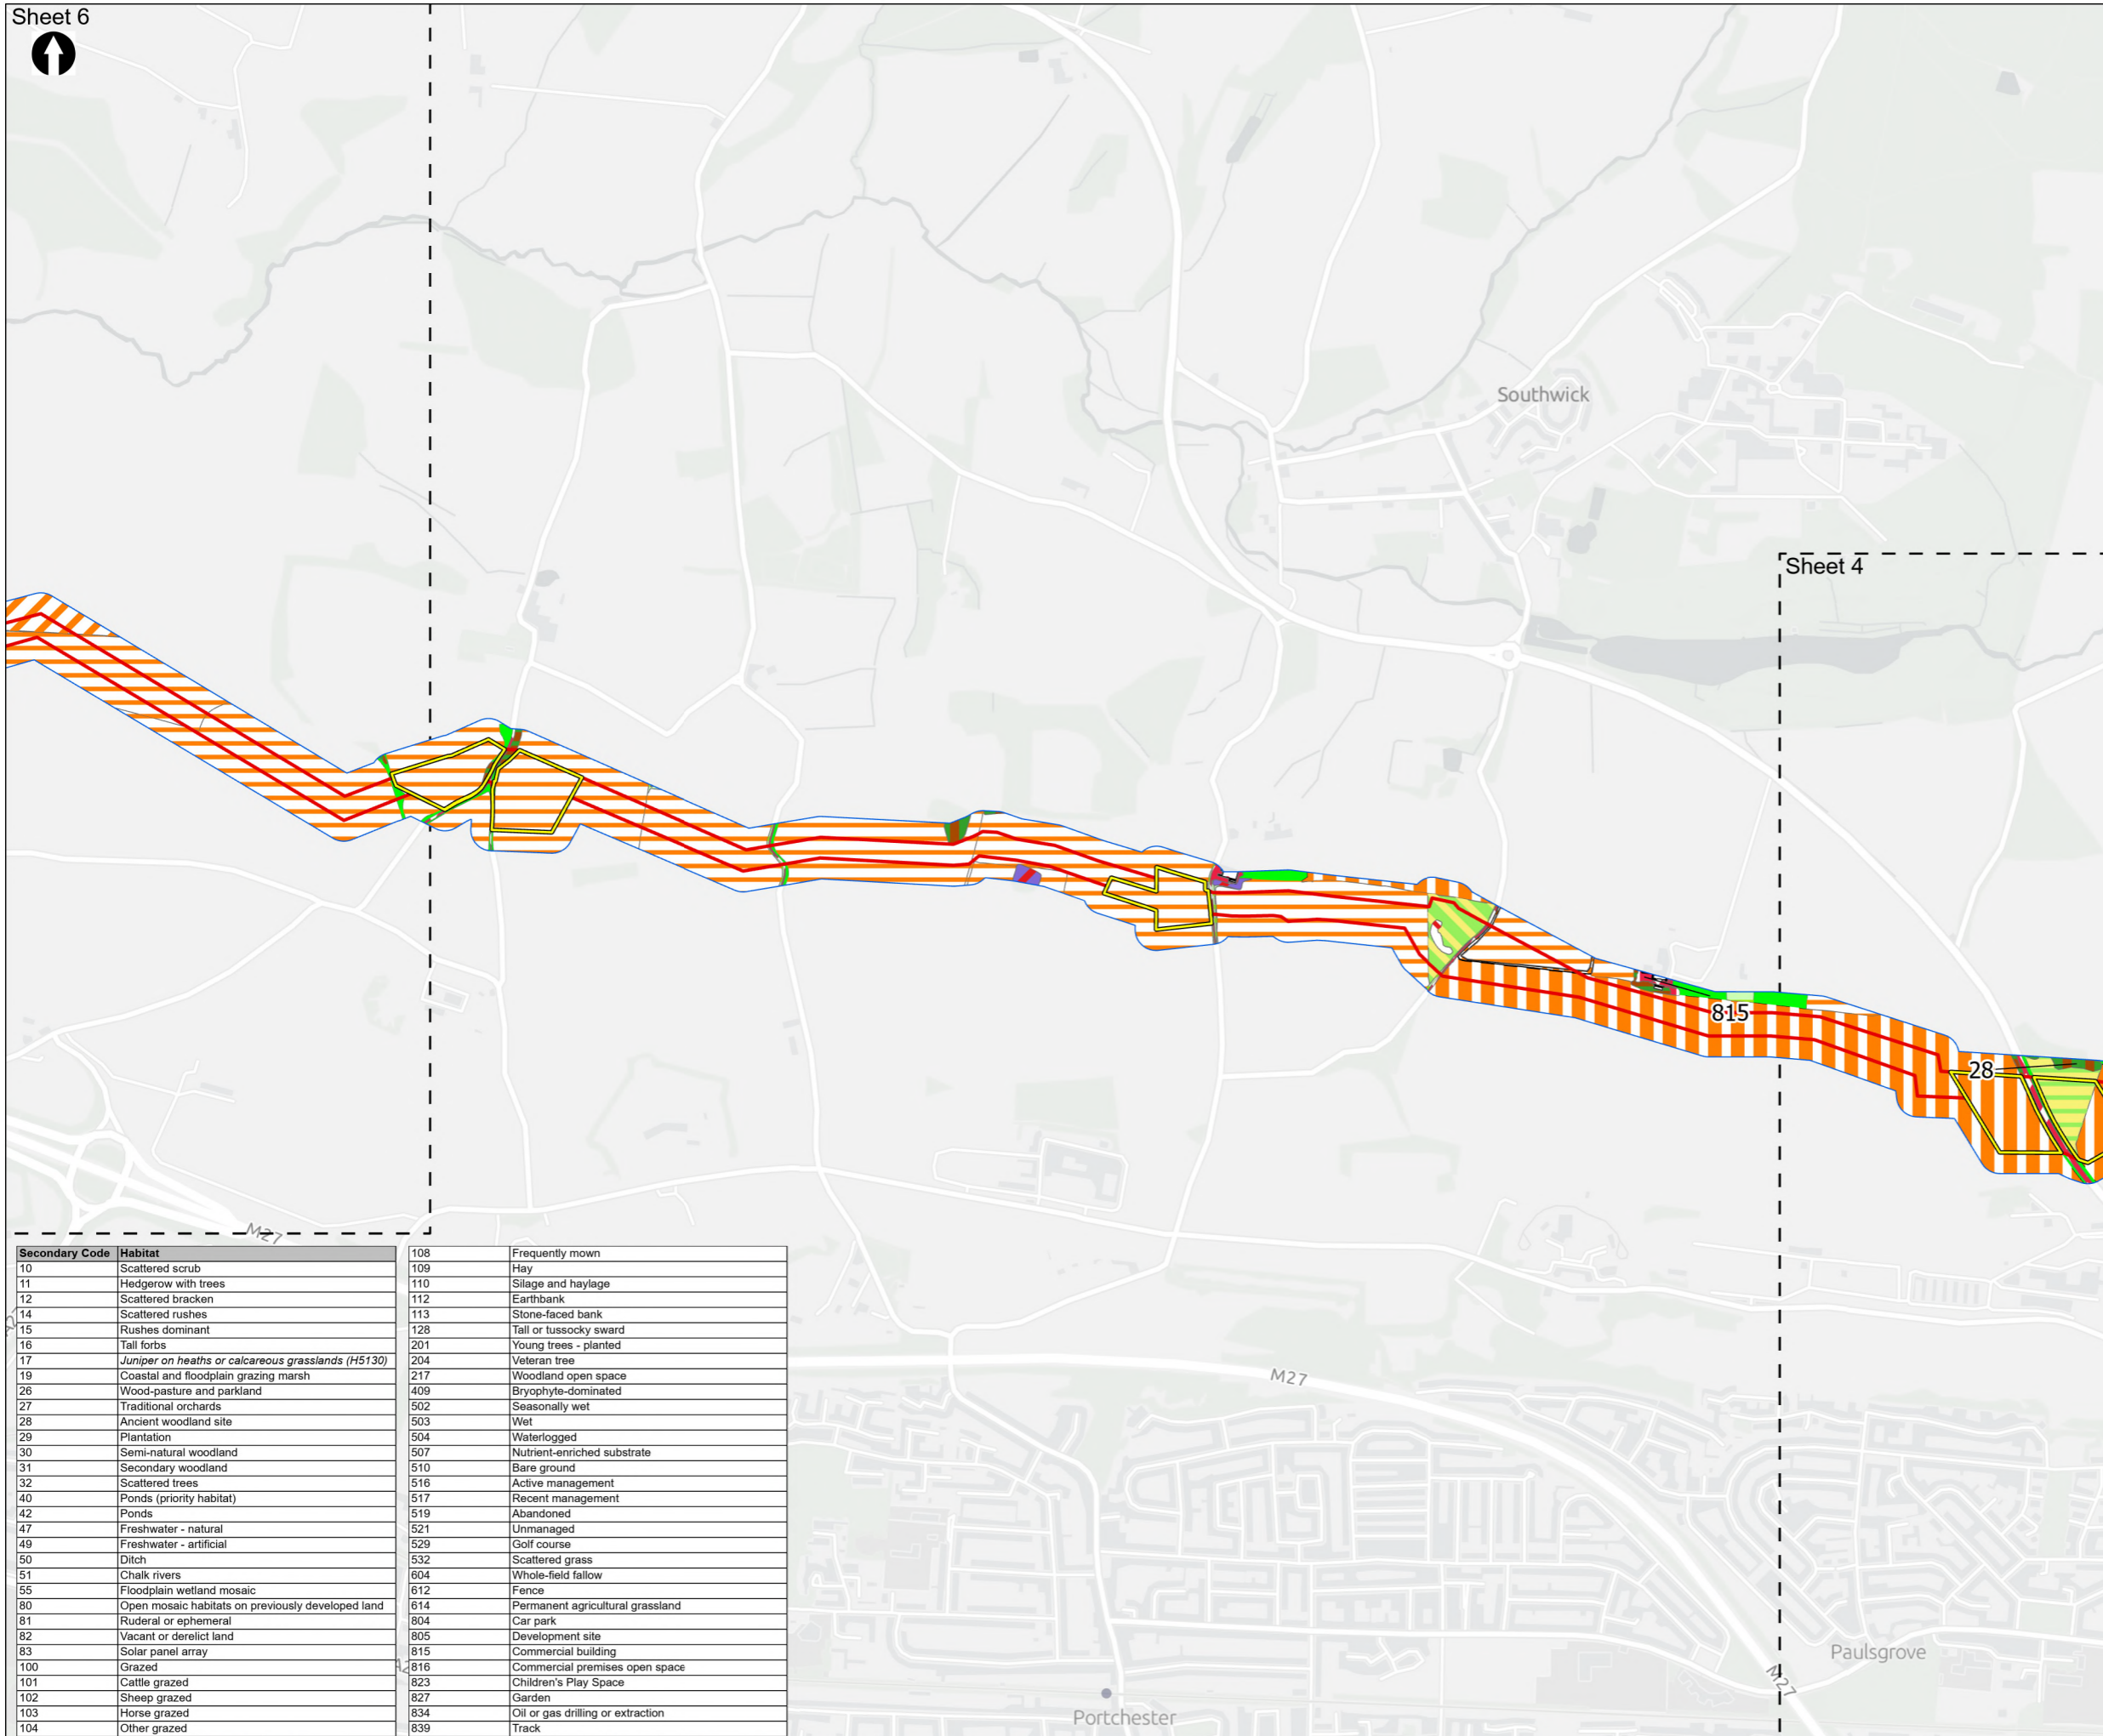 Sheet 6
Southwick
Sheet 4
815
28
M27
Secondary Code Habitat
10 Scattered scrub
11 Hedgerow with trees
12 Scattered bracken
14 Scattered rushes
15 Rushes dominant
16 Tall forbs
17 Juniper on heaths or calcareous grasslands (H5130)
19 Coastal and floodplain grazing marsh
26 Wood-pasture and parkland
27 Traditional orchards
28 Ancient woodland site
29 Plantation
30 Semi-natural woodland
31 Secondary woodland
32 Scattered trees
40 Ponds (priority habitat)
42 Ponds
47 Freshwater - natural
49 Freshwater - artificial
50 Ditch
51 Chalk rivers
55 Floodplain wetland mosaic
80 Open mosaic habitats on previously developed land
81 Ruderal or ephemeral
82 Vacant or derelict land
83 Solar panel array
100 Grazed
101 Cattle grazed
102 Sheep grazed
103 Horse grazed
104 Other grazed
108 Frequently mown
109 Hay
110 Silage and haylage
112 Earthbank
113 Stone-faced bank
128 Tall or tussocky sward
201 Young trees - planted
204 Veteran tree
217 Woodland open space
409 Bryophyte-dominated
502 Seasonally wet
503 Wet
504 Waterlogged
507 Nutrient-enriched substrate
510 Bare ground
516 Active management
517 Recent management
519 Abandoned
521 Unmanaged
529 Golf course
532 Scattered grass
604 Whole-field fallow
612 Fence
614 Permanent agricultural grassland
804 Car park
805 Development site
815 Commercial building
816 Commercial premises open space
823 Children's Play Space
827 Garden
834 Oil or gas drilling or extraction
839 Track
M27
Paulsgrove
M27
Portchester